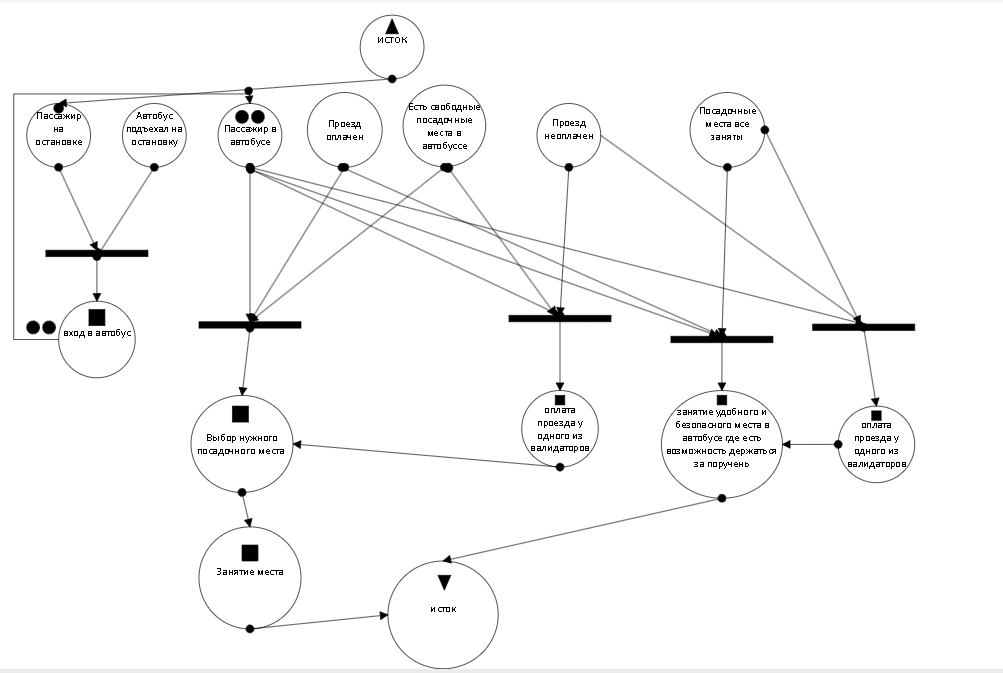 исток
Пассажир
на
остановке
Автобус
подъехал на
остановку
Пассажир в
автобусе
Проезд
оплачен
Есть свободные
посадочные
места в
автобуссе
Проезд
неоплачен
Посадочные
места все
заняты
вход в автобус
Выбор нужного
посадочного места
оплата
проезда у
одного из
валидаторов
занятие удобного и
безопасного места в
автобусе где есть
возможность держаться
за поручень
оплата
проезда у
одного из
валидаторов
Занятие места
исток